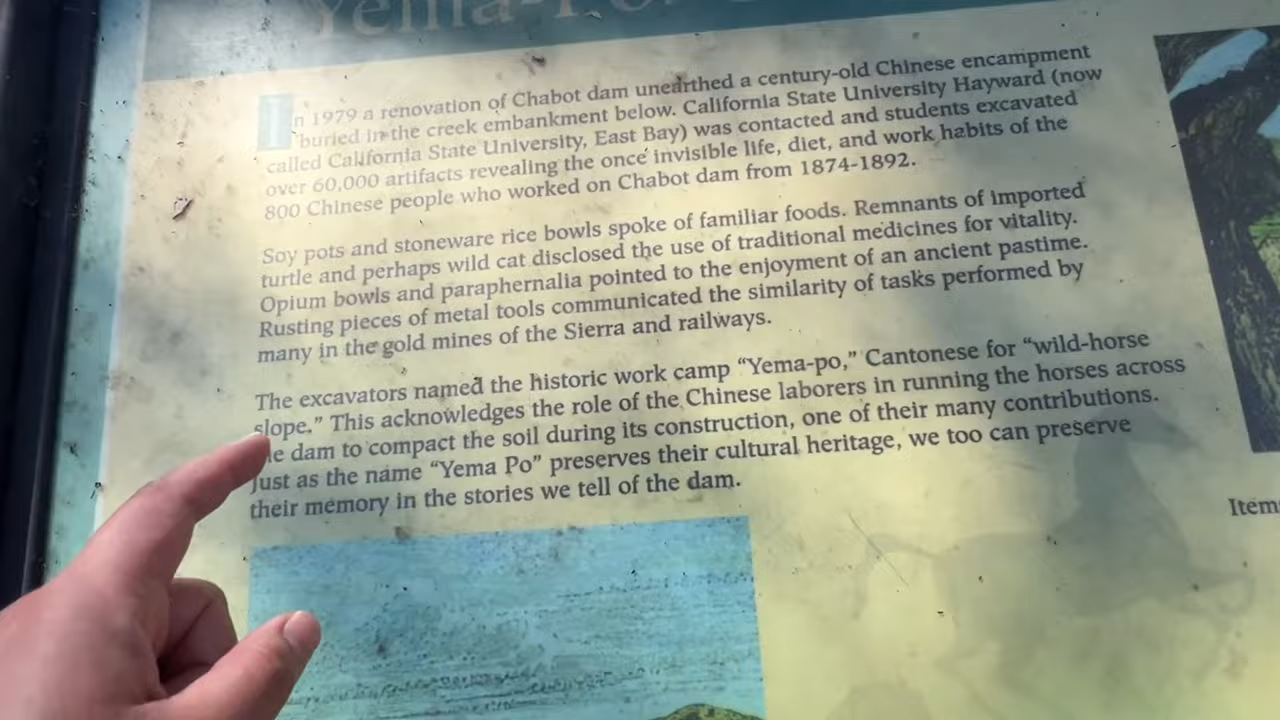 Yema-Po
In 1979 a renovation of Chabot dam unearthed a century-old Chinese encampment
buried in the creek embankment below. California State University Hayward (now
called California State University, East Bay) was contacted and students excavated
over 60,000 artifacts revealing the once invisible life, diet, and work habits of the
800 Chinese people who worked on Chabot dam from 1874-1892.
Soy pots and stoneware rice bowls spoke of familiar foods. Remnants of imported
turtle and perhaps wild cat disclosed the use of traditional medicines for vitality.
Opium bowls and paraphernalia pointed to the enjoyment of an ancient pastime.
Rusting pieces of metal tools communicated the similarity of tasks performed by
many in the gold mines of the Sierra and railways.
The excavators named the historic work camp “Yema-po,” Cantonese for “wild-horse
slope.” This acknowledges the role of the Chinese laborers in running the horses across
the dam to compact the soil during its construction, one of their many contributions.
Just as the name “Yema Po” preserves their cultural heritage, we too can preserve
their memory in the stories we tell of the dam.
Item